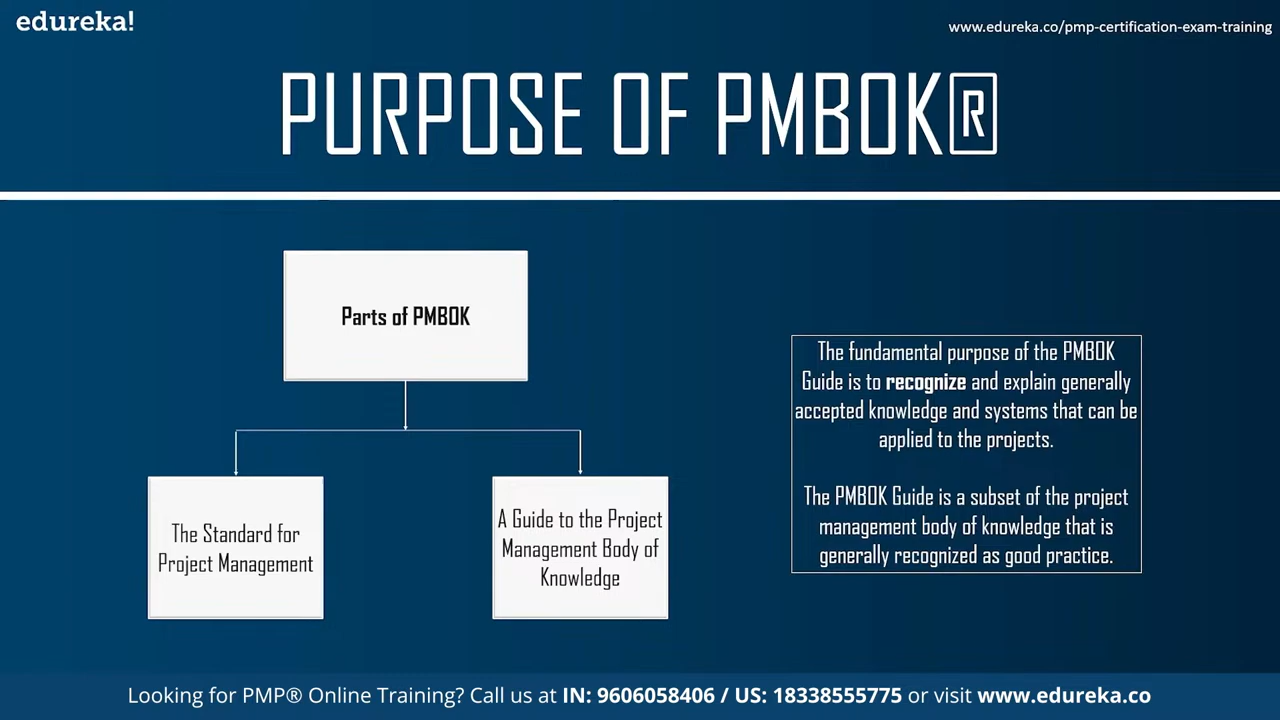 edureka!
www.edureka.co/pmp-certification-exam-training
PURPOSE OF PMBOK®
Parts of PMBOK
The Standard for
Project Management
A Guide to the Project
Management Body of
Knowledge
The fundamental purpose of the PMBOK
Guide is to recognize and explain generally
accepted knowledge and systems that can be
applied to the projects.
The PMBOK Guide is a subset of the project
management body of knowledge that is
generally recognized as good practice.
Looking for PMP® Online Training? Call us at IN: 9606058406 / US: 18338555775 or visit www.edureka.co